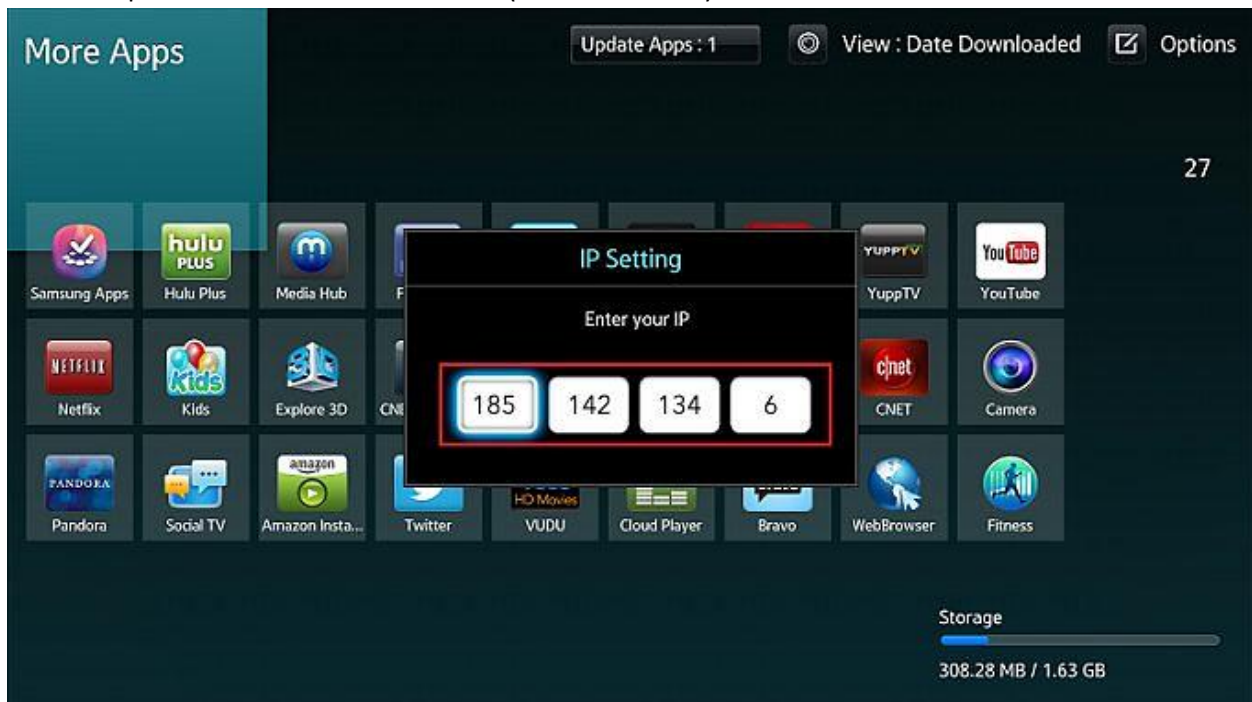 More Apps
Update Apps : 1
View : Date Downloaded
Options
27
Samsung Apps
hulu
PLUS
Hulu Plus
m
Media Hub
F
YUPPTV
YuppTV
You Tube
YouTube
IP Setting
Enter your IP
185 142 134 6
NETFLIX
Netflix
Kids
Kids
3D
Explore 3D
c|net
CNET
Camera
PANDORA
Pandora
Social TV
amazon
Amazon Insta...
Twitter
HD Movies
VUDU
Cloud Player
Bravo
WebBrowser
Fitness
Storage
308.28 MB / 1.63 GB